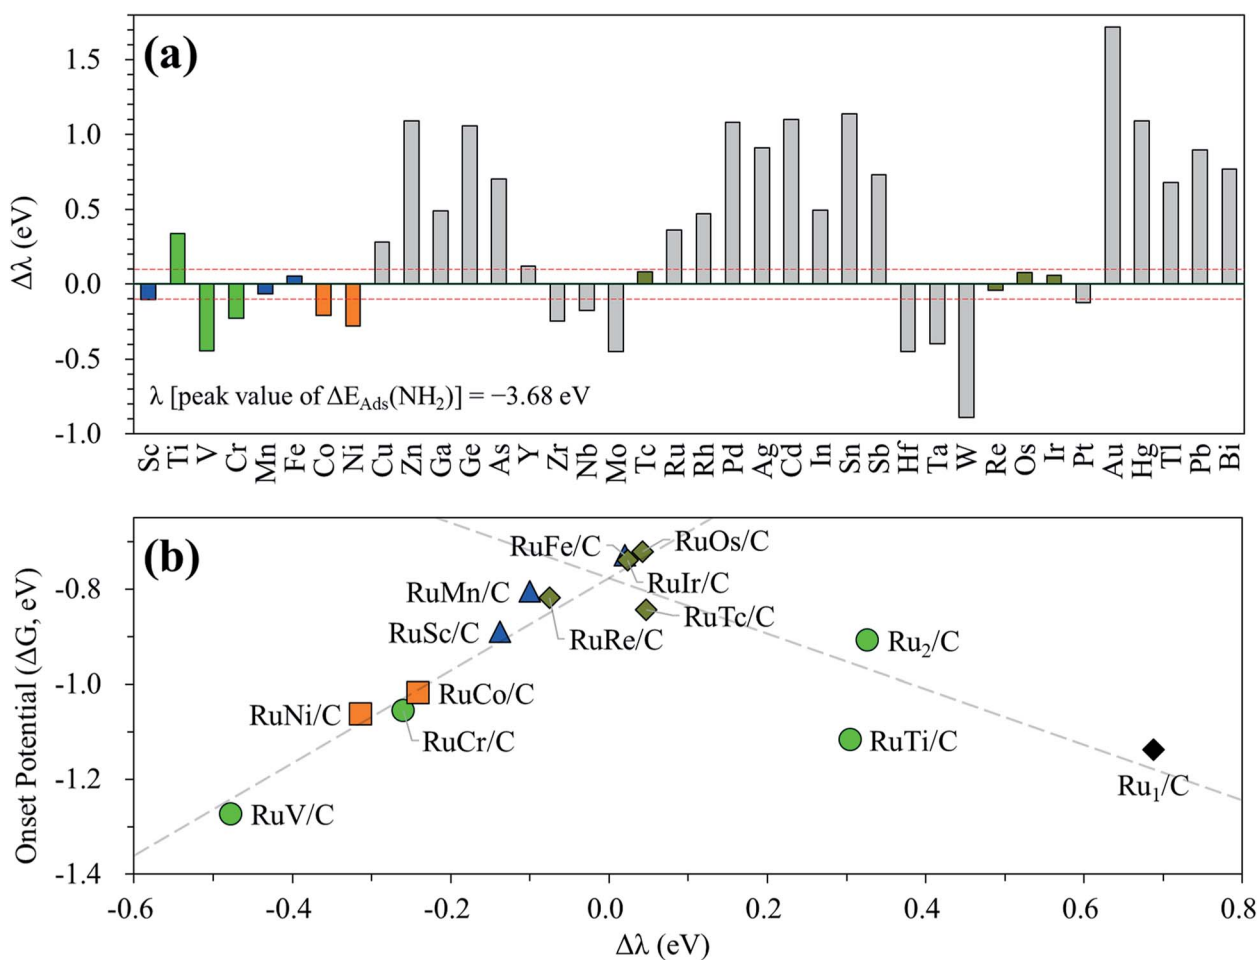 (a)
1.5
1.0
0.5
0.0
-0.5
-1.0
Δλ (eV)
λ [peak value of ΔE_Ads(NH₂)] = −3.68 eV
Sc Ti V Cr Mn Fe Co Ni Cu Zn Ga Ge As Y Zr Nb Mo Tc Ru Rh Pd Ag Cd In Sn Sb Hf Ta W Re Os Ir Pt Au Hg Tl Pb Bi
(b)
Onset Potential (ΔG, eV)
-0.8
-1.0
-1.2
-1.4
RuFe/C
RuOs/C
RuIr/C
RuMn/C
RuTc/C
RuSc/C
RuRe/C
Ru₂/C
RuCo/C
RuNi/C
RuCr/C
RuTi/C
Ru₁/C
RuV/C
-0.6 -0.4 -0.2 0.0 0.2 0.4 0.6 0.8
Δλ (eV)